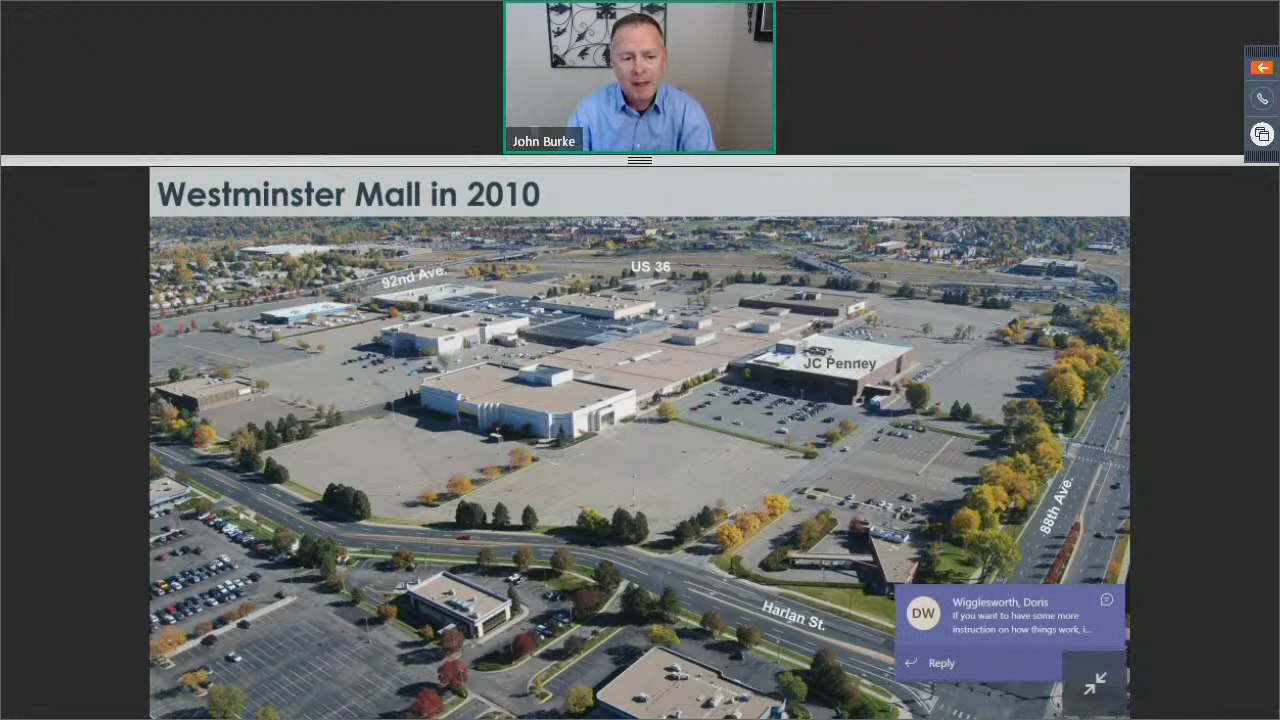 John Burke
Westminster Mall in 2010
92nd Ave.
US 36
JC Penney
88th Ave.
Harlan St.
DW
Wigglesworth, Doris
If you want to have some more
instruction on how things work, i...
Reply